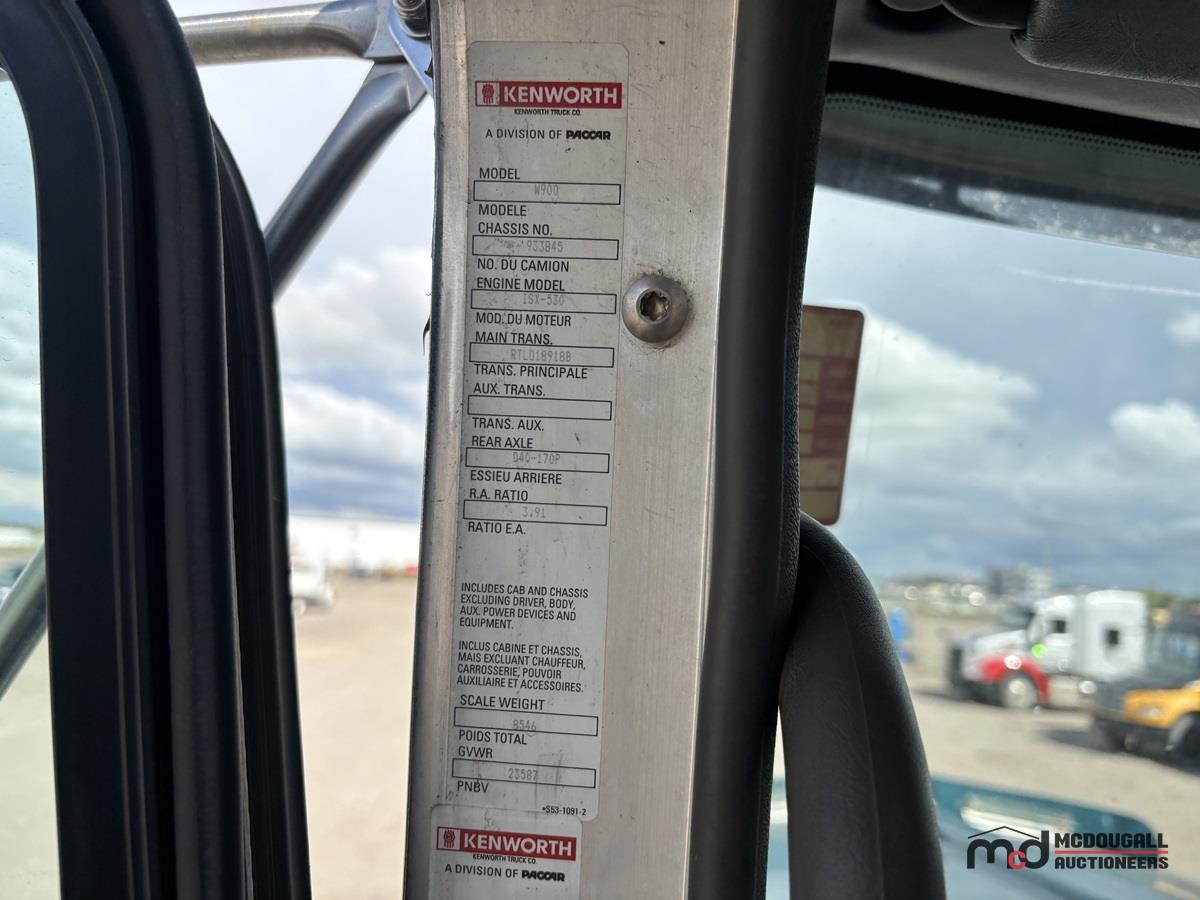 KENWORTH
KENWORTH TRUCK CO.
A DIVISION OF PACCAR
MODEL
W900
MODELE
CHASSIS NO.
933845
NO. DU CAMION
ENGINE MODEL
ISX-530
MOD. DU MOTEUR
MAIN TRANS.
RTLO18918B
TRANS. PRINCIPALE
AUX. TRANS.
TRANS. AUX.
REAR AXLE
D40-170P
ESSIEU ARRIERE
R.A. RATIO
3.91
RATIO E.A.
INCLUDES CAB AND CHASSIS
EXCLUDING DRIVER, BODY,
AUX. POWER DEVICES AND
EQUIPMENT.
INCLUS CABINE ET CHASSIS,
MAIS EXCLUANT CHAUFFEUR,
CARROSSERIE, POUVOIR
AUXILIAIRE ET ACCESSOIRES.
SCALE WEIGHT
8546
POIDS TOTAL
GVWR
23587
PNBV
•S53-1091-2
KENWORTH
KENWORTH TRUCK CO.
A DIVISION OF PACCAR
mcD MCDOUGALL
AUCTIONEERS